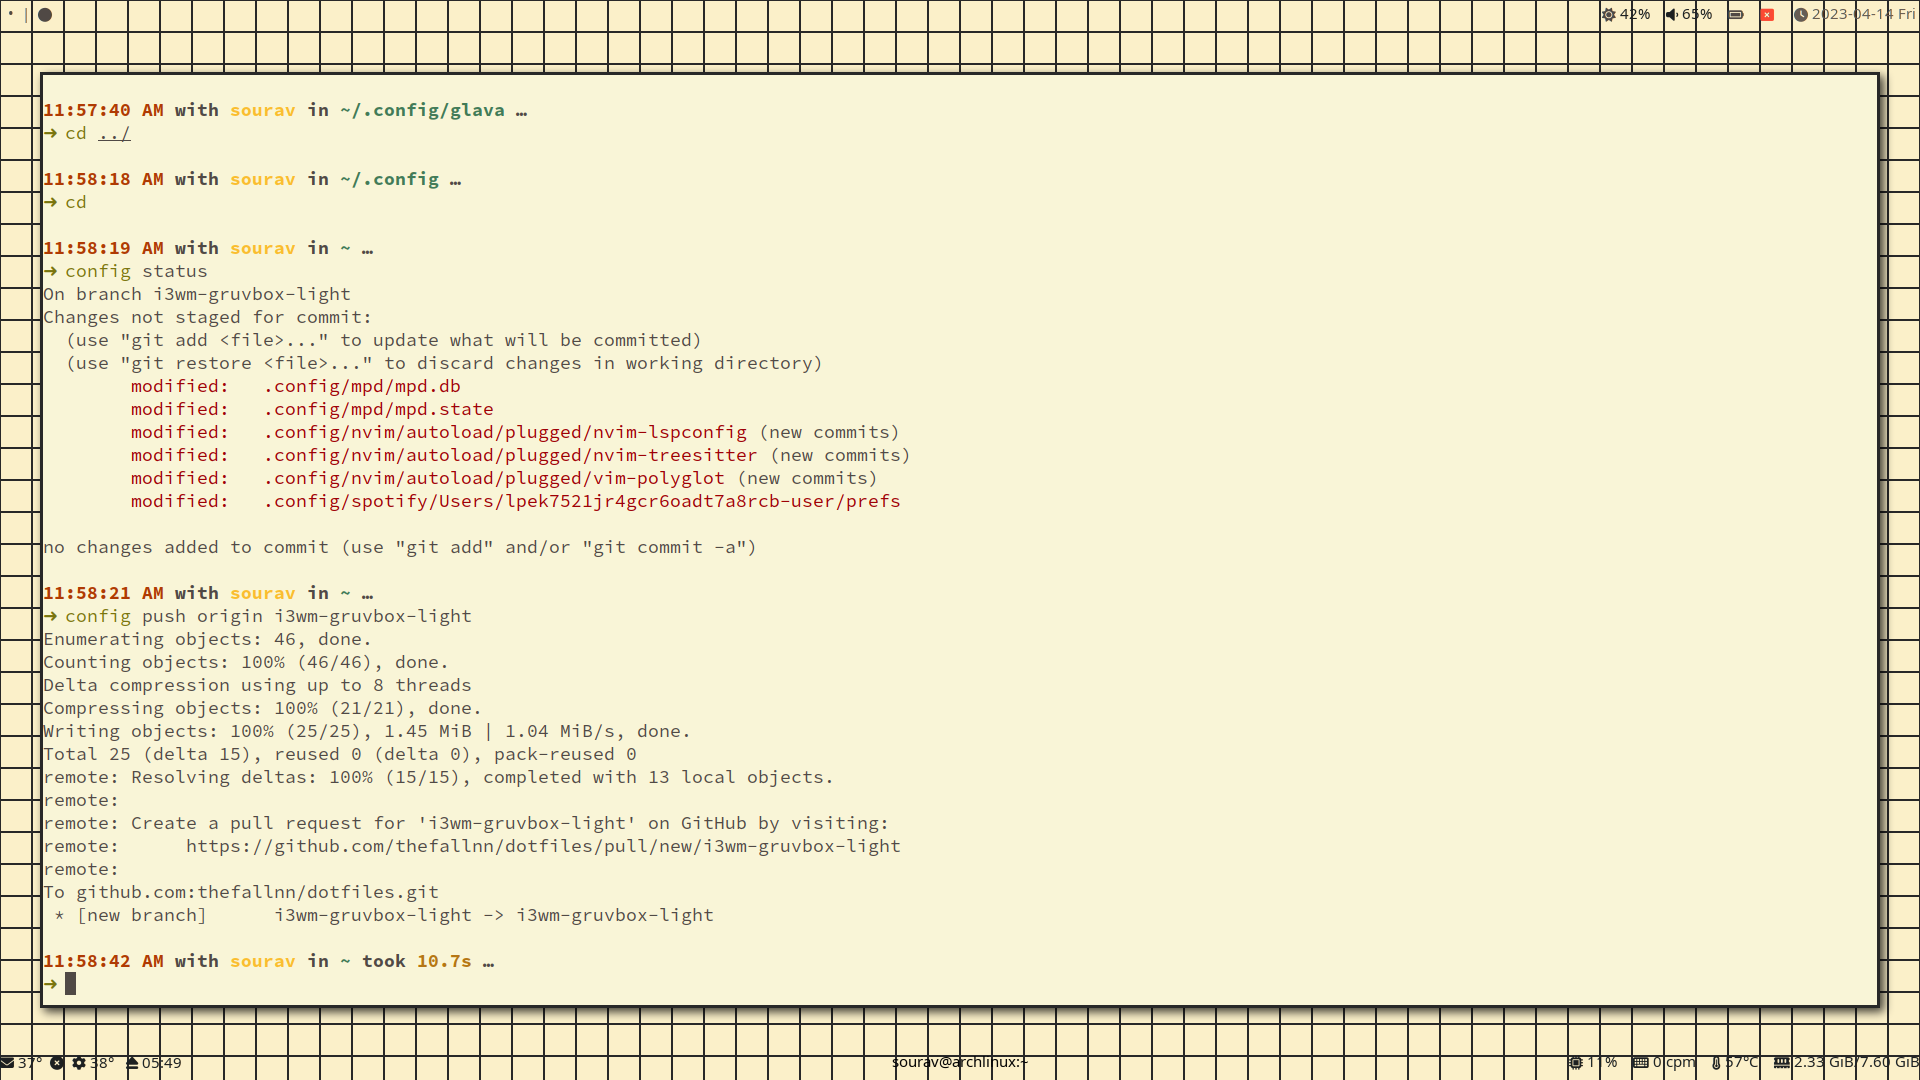 42% 65% 2023-04-14 Fri
11:57:40 AM with sourav in ~/.config/glava …
➜ cd ../
11:58:18 AM with sourav in ~/.config …
➜ cd
11:58:19 AM with sourav in ~ …
➜ config status
On branch i3wm-gruvbox-light
Changes not staged for commit:
  (use "git add <file>..." to update what will be committed)
  (use "git restore <file>..." to discard changes in working directory)
        modified:   .config/mpd/mpd.db
        modified:   .config/mpd/mpd.state
        modified:   .config/nvim/autoload/plugged/nvim-lspconfig (new commits)
        modified:   .config/nvim/autoload/plugged/nvim-treesitter (new commits)
        modified:   .config/nvim/autoload/plugged/vim-polyglot (new commits)
        modified:   .config/spotify/Users/lpek7521jr4gcr6oadt7a8rcb-user/prefs
no changes added to commit (use "git add" and/or "git commit -a")
11:58:21 AM with sourav in ~ …
➜ config push origin i3wm-gruvbox-light
Enumerating objects: 46, done.
Counting objects: 100% (46/46), done.
Delta compression using up to 8 threads
Compressing objects: 100% (21/21), done.
Writing objects: 100% (25/25), 1.45 MiB | 1.04 MiB/s, done.
Total 25 (delta 15), reused 0 (delta 0), pack-reused 0
remote: Resolving deltas: 100% (15/15), completed with 13 local objects.
remote:
remote: Create a pull request for 'i3wm-gruvbox-light' on GitHub by visiting:
remote:      https://github.com/thefallnn/dotfiles/pull/new/i3wm-gruvbox-light
remote:
To github.com:thefallnn/dotfiles.git
 * [new branch]      i3wm-gruvbox-light -> i3wm-gruvbox-light
11:58:42 AM with sourav in ~ took 10.7s …
➜
37° 38° 05:49 sourav@archlinux:~ 11% 0 cpm 57°C 2.33 GiB/7.60 GiB